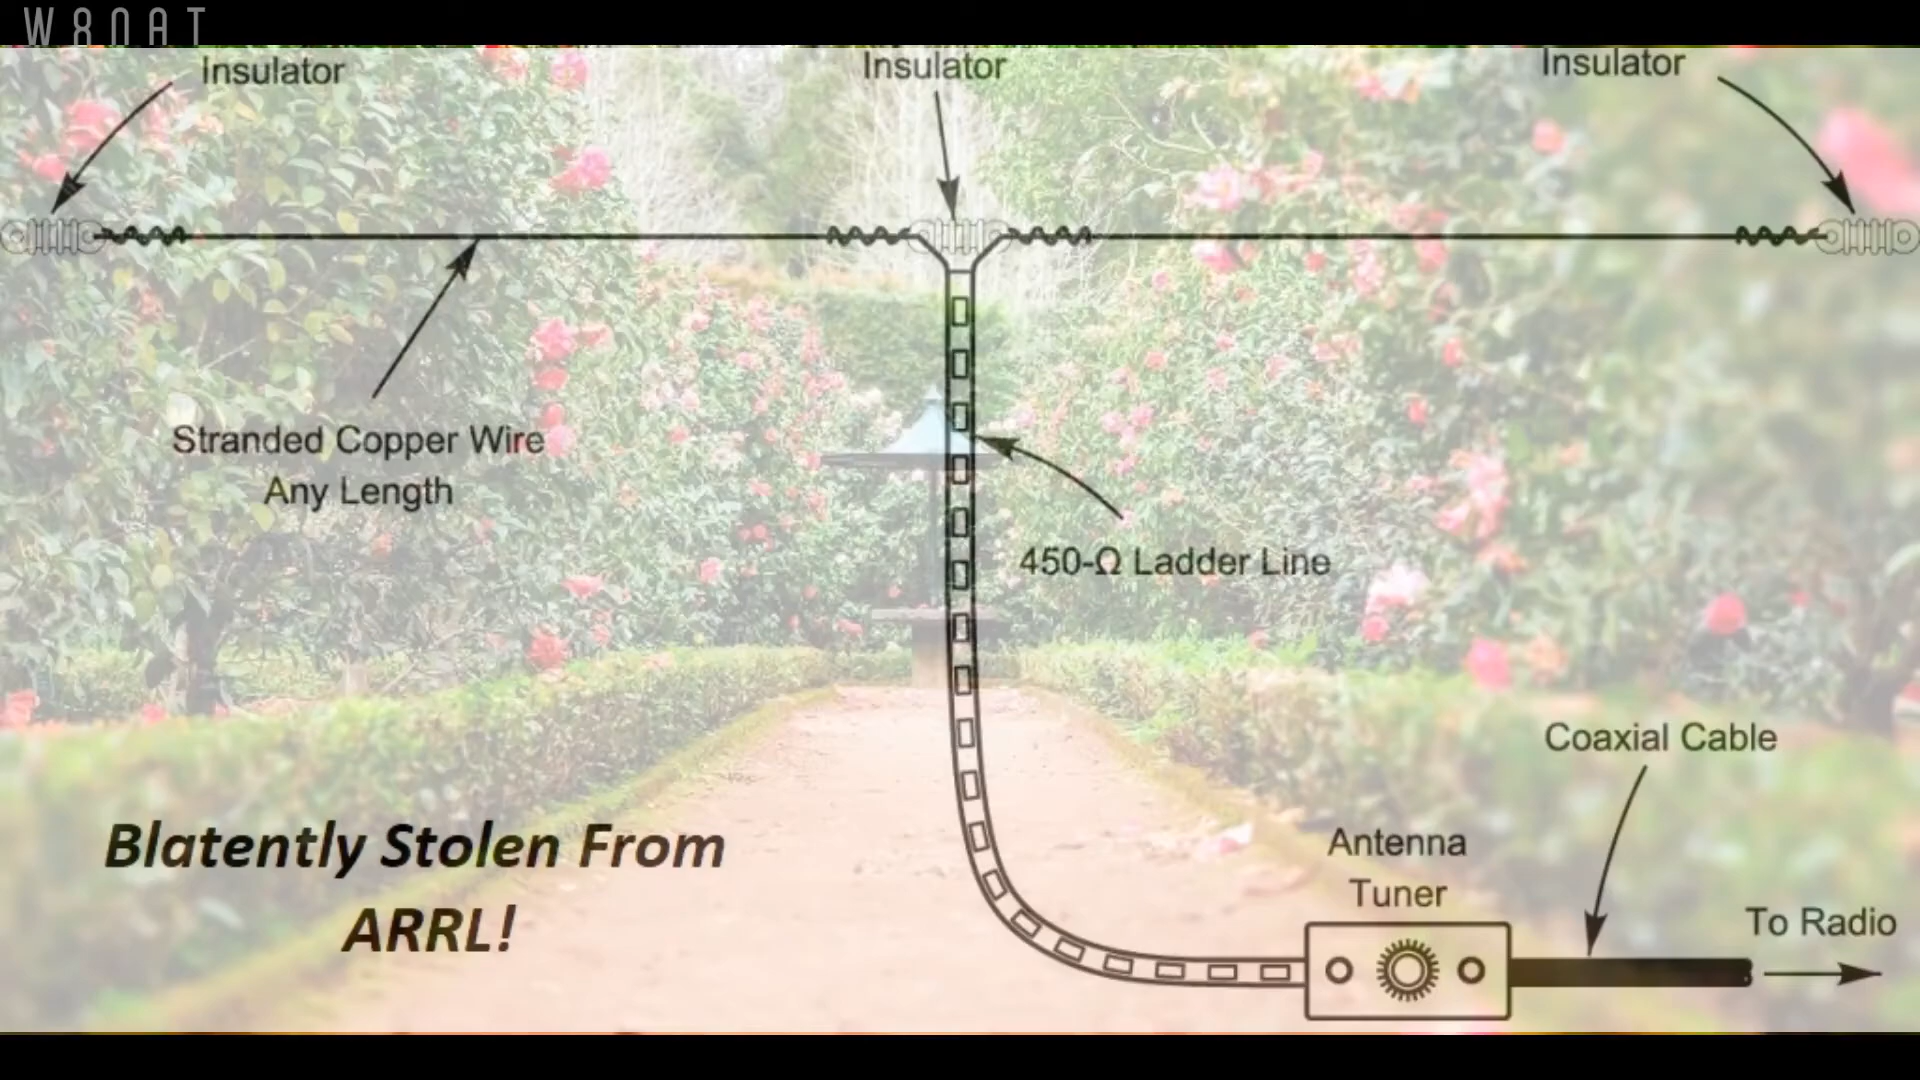 W8NAT
Insulator
Insulator
Insulator
Stranded Copper Wire
Any Length
450-Ω Ladder Line
Coaxial Cable
Blatently Stolen From
ARRL!
Antenna
Tuner
To Radio